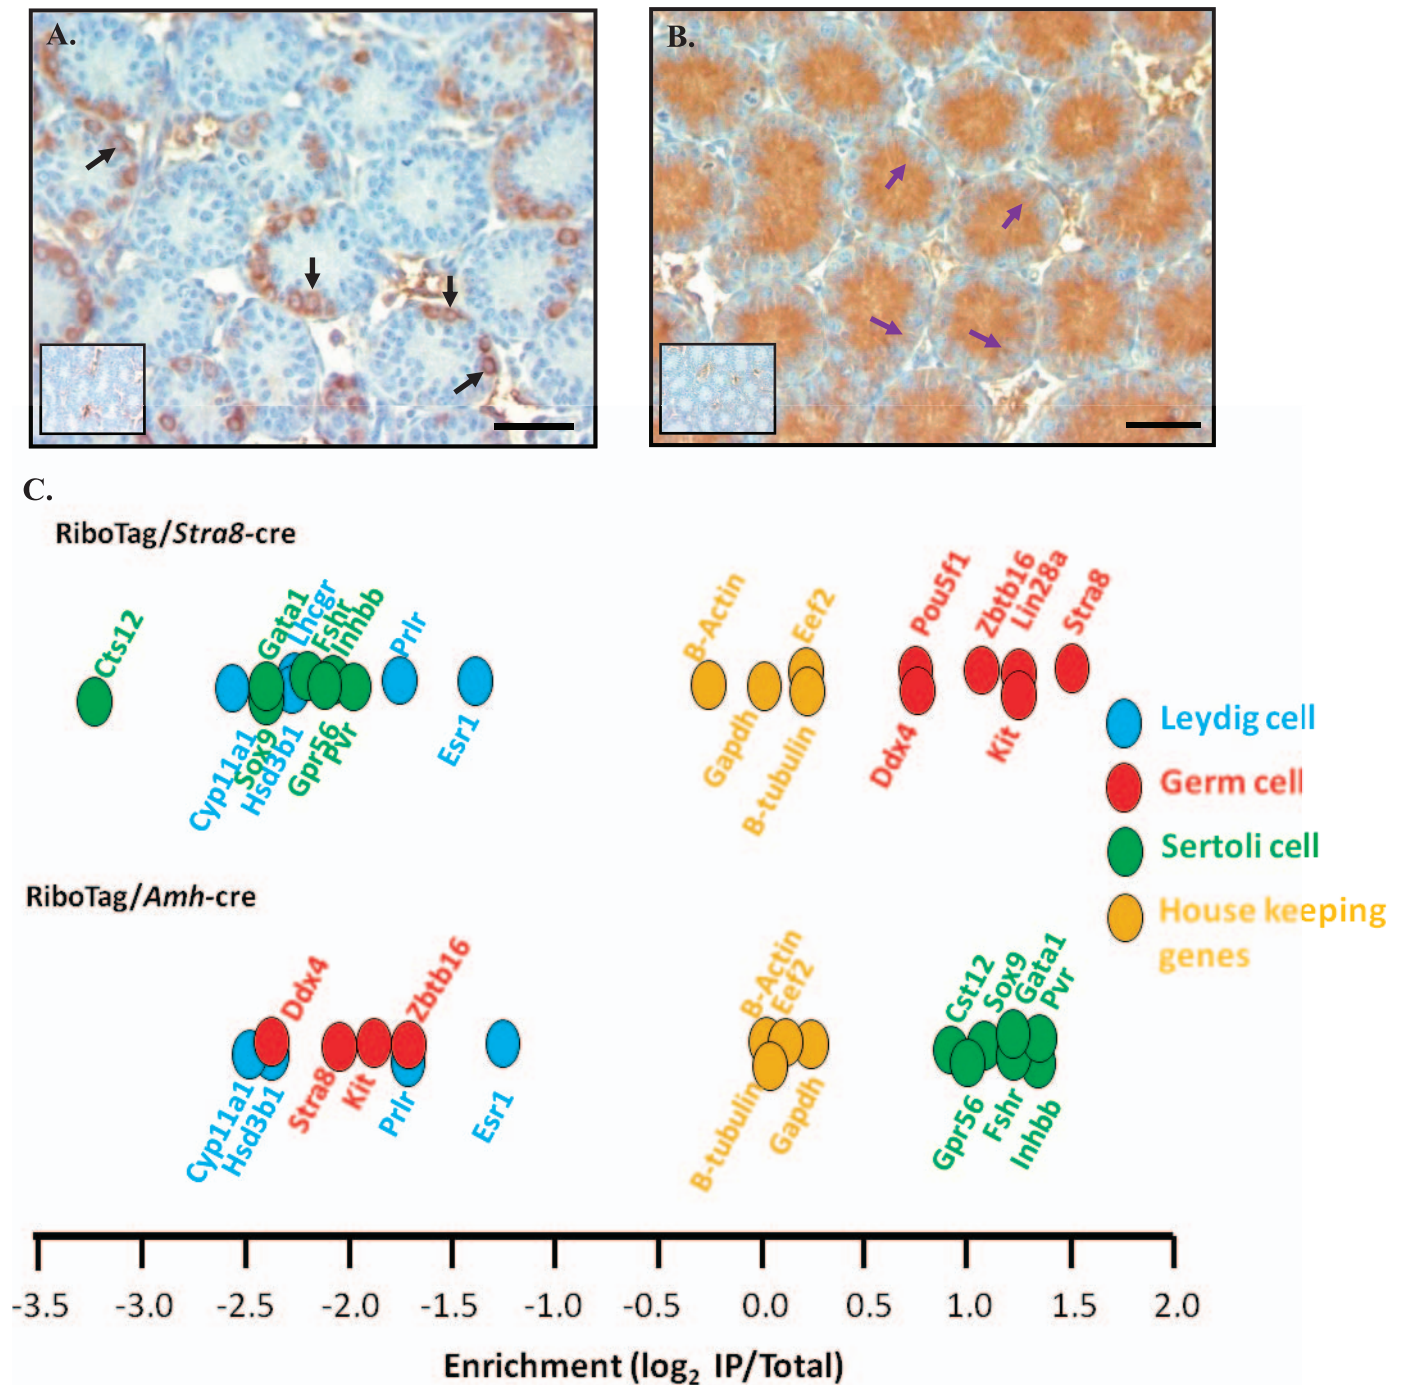 A.
B.
C.
RiboTag/Stra8-cre
Cts12
Gata1
Lhcgr
Fshr
Inhbb
Prlr
Cyp11a1
Sox9
Hsd3b1
Gpr56
Pvr
Esr1
B-Actin
Eef2
Gapdh
B-tubulin
Pou5f1
Zbtb16
Lin28a
Stra8
Ddx4
Kit
Leydig cell
Germ cell
Sertoli cell
House keeping
genes
RiboTag/Amh-cre
Ddx4
Zbtb16
Cyp11a1
Hsd3b1
Stra8
Kit
Prlr
Esr1
B-Actin
Eef2
B-tubulin
Gapdh
Cst12
Sox9
Gata1
Pvr
Gpr56
Fshr
Inhbb
-3.5 -3.0 -2.5 -2.0 -1.5 -1.0 -0.5 0.0 0.5 1.0 1.5 2.0
Enrichment (log₂ IP/Total)